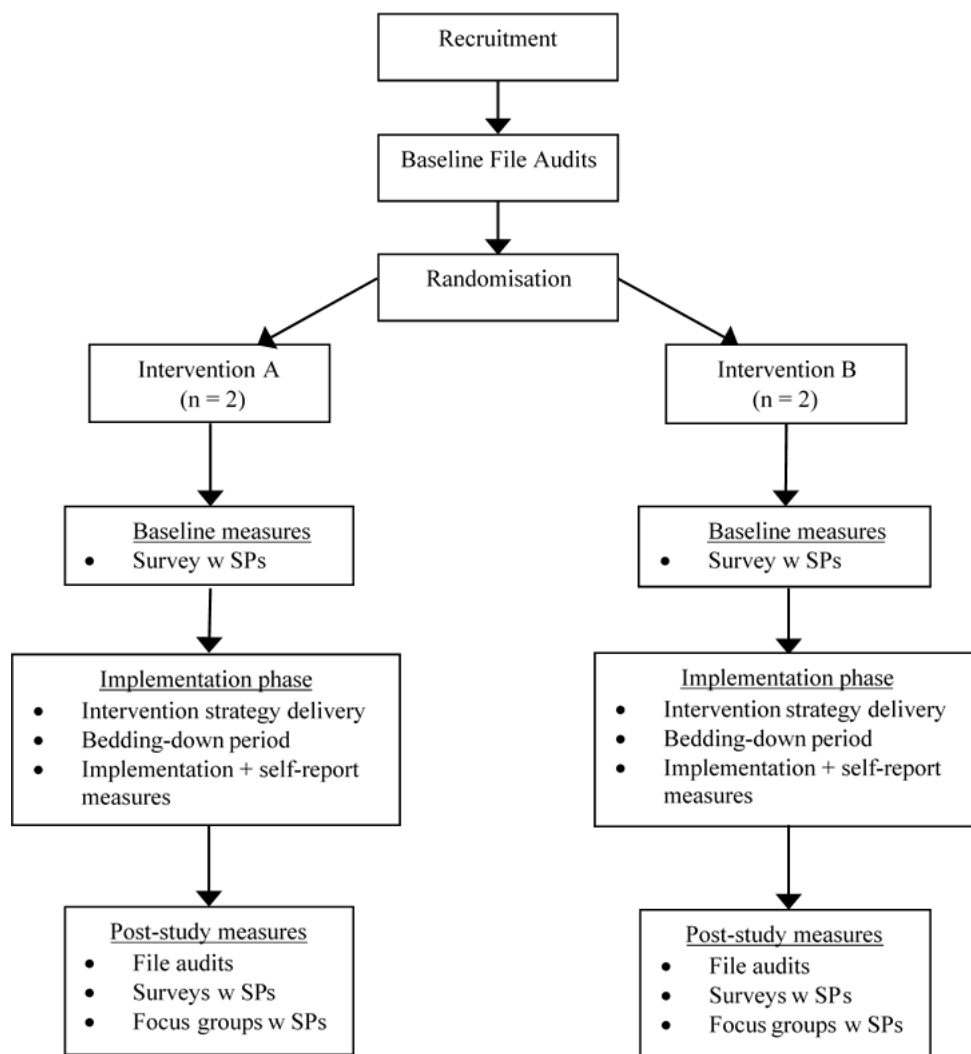 Recruitment
Baseline File Audits
Randomisation
Intervention A
(n = 2)
Intervention B
(n = 2)
Baseline measures
• Survey w SPs
Baseline measures
• Survey w SPs
Implementation phase
• Intervention strategy delivery
• Bedding-down period
• Implementation + self-report
measures
Implementation phase
• Intervention strategy delivery
• Bedding-down period
• Implementation + self-report
measures
Post-study measures
• File audits
• Surveys w SPs
• Focus groups w SPs
Post-study measures
• File audits
• Surveys w SPs
• Focus groups w SPs